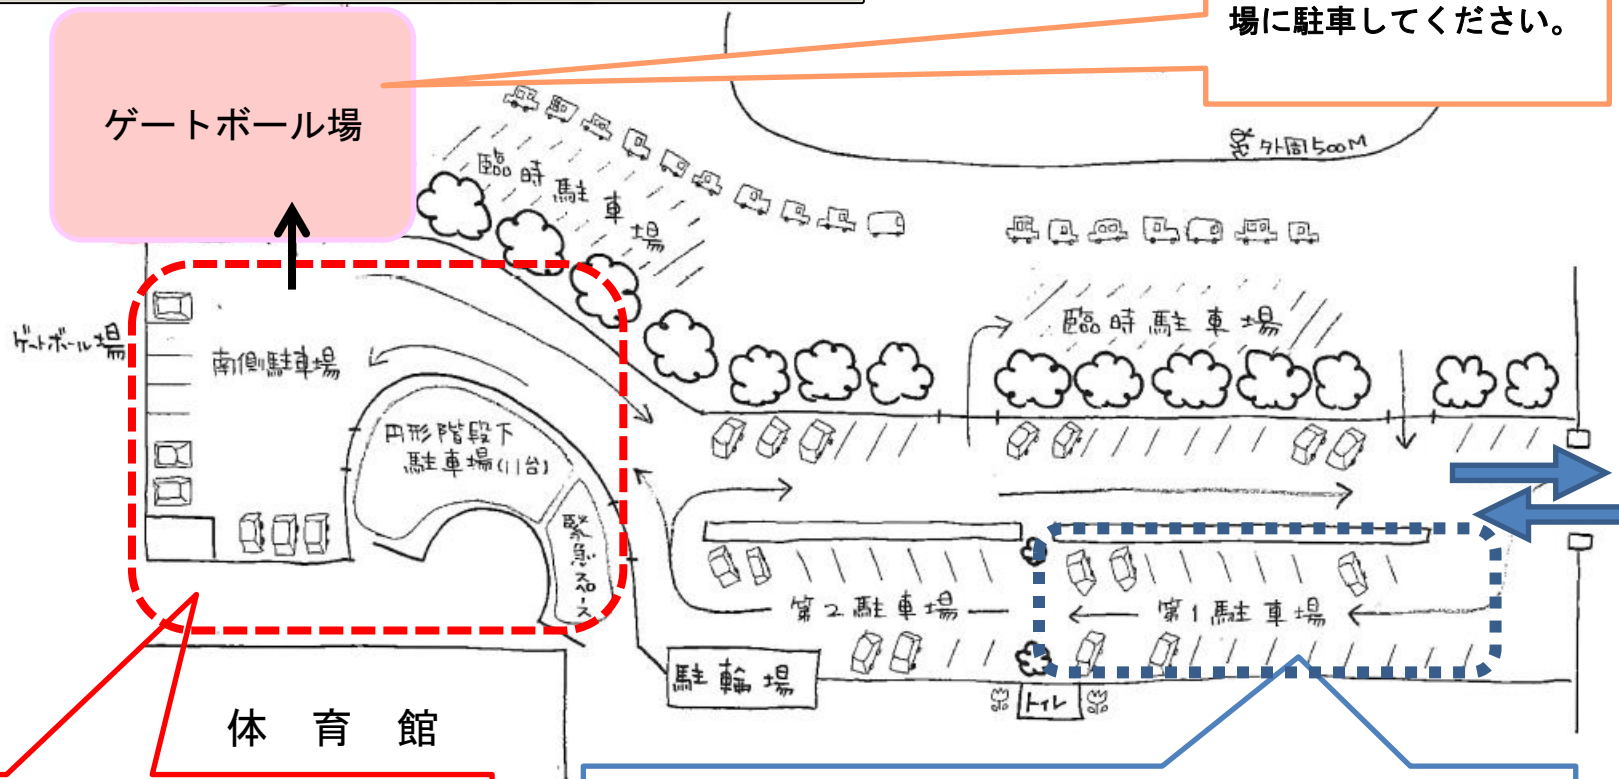 場に駐車してください。
ゲートボール場
外周500M
臨時駐車場
臨時駐車場
ゲートボール場
南側駐車場
円形階段下
駐車場(11台)
緊急スペース
第2駐車場
第1駐車場
駐輪場
トイレ
体育館